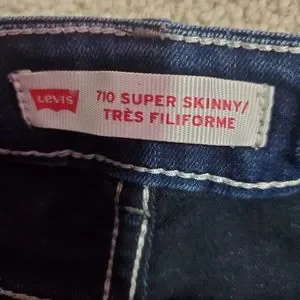 Levi's
710 SUPER SKINNY/
TRÈS FILIFORME